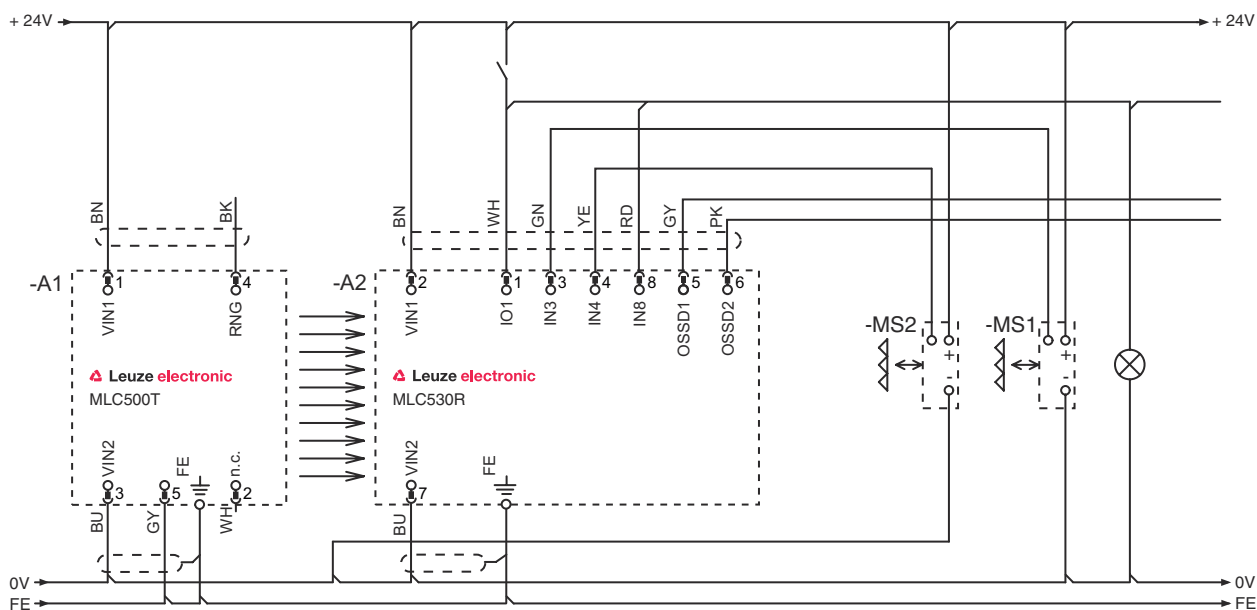 + 24V
+ 24V
BN
BK
BN
WH
GN
YE
RD
GY
PK
-A1
1
4
-A2
2
1
3
4
8
5
6
VIN1
RNG
VIN1
IO1
IN3
IN4
IN8
OSSD1
OSSD2
-MS2
-MS1
+
-
+
-
Leuze electronic
MLC500T
Leuze electronic
MLC530R
VIN2
FE
n.c.
VIN2
FE
3
5
2
7
BU
GY
WH
BU
0V
0V
FE
FE